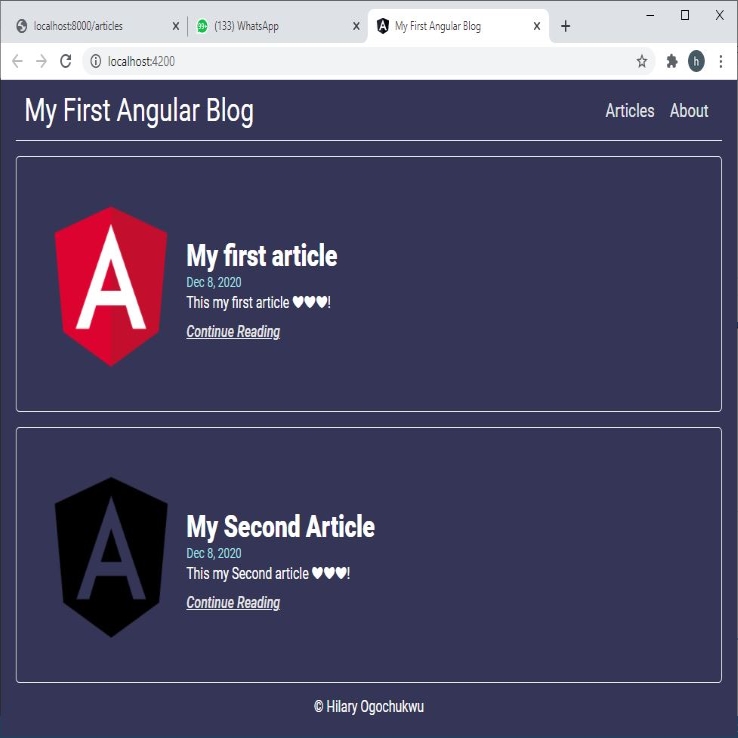 localhost:8000/articles
99+ (133) WhatsApp
My First Angular Blog
localhost:4200
h
My First Angular Blog
Articles
About
A
My first article
Dec 8, 2020
This my first article ♥♥♥!
Continue Reading
A
My Second Article
Dec 8, 2020
This my Second article ♥♥♥!
Continue Reading
© Hilary Ogochukwu